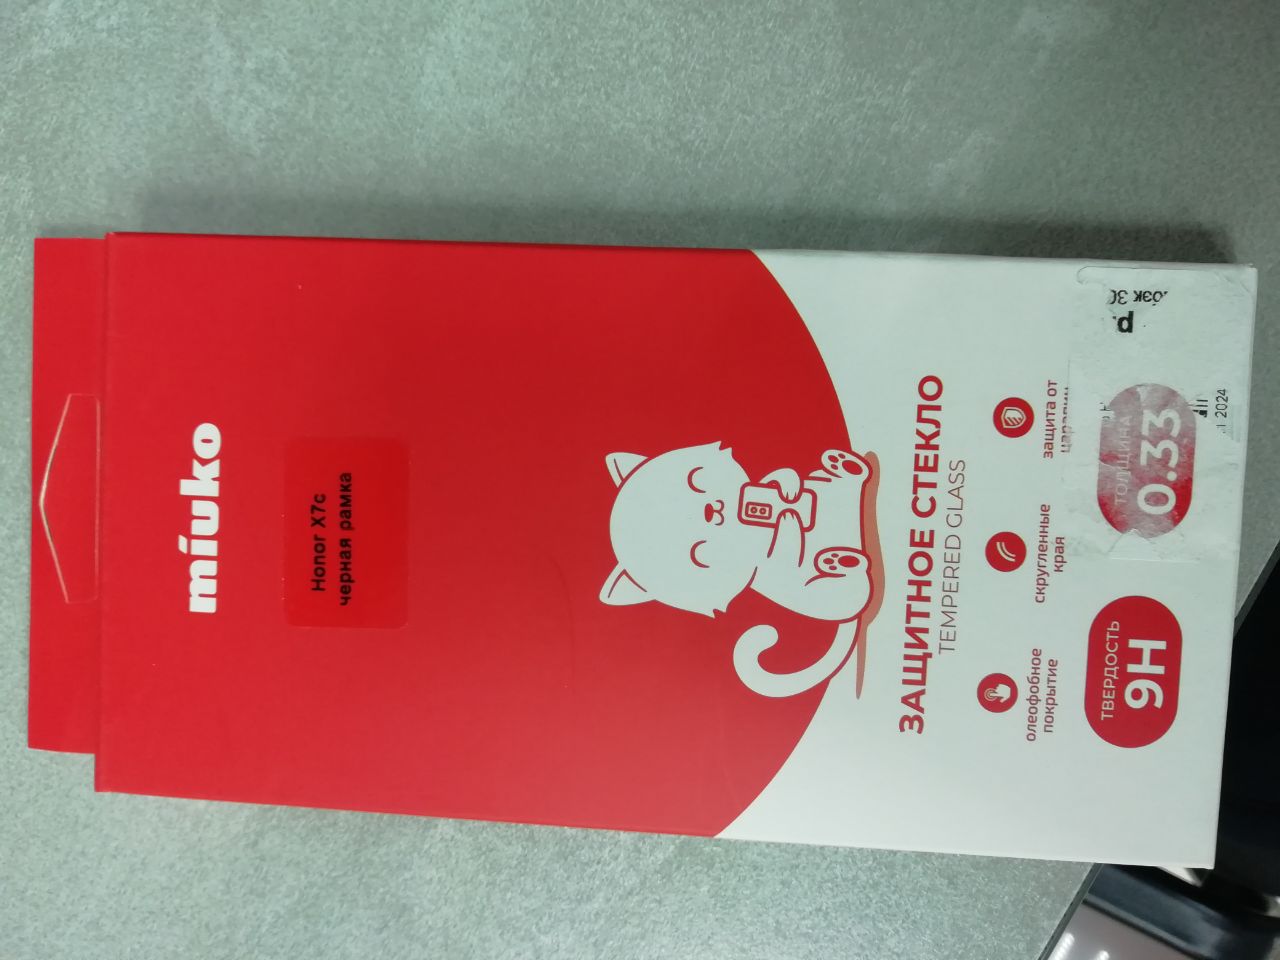 miuko
Honor X7c
черная рамка
ЗАЩИТНОЕ СТЕКЛО
TEMPERED GLASS
олеофобное
покрытие
скругленные
края
защита от
царапин
ТВЕРДОСТЬ
9H
ТОЛЩИНА
0.33
2024